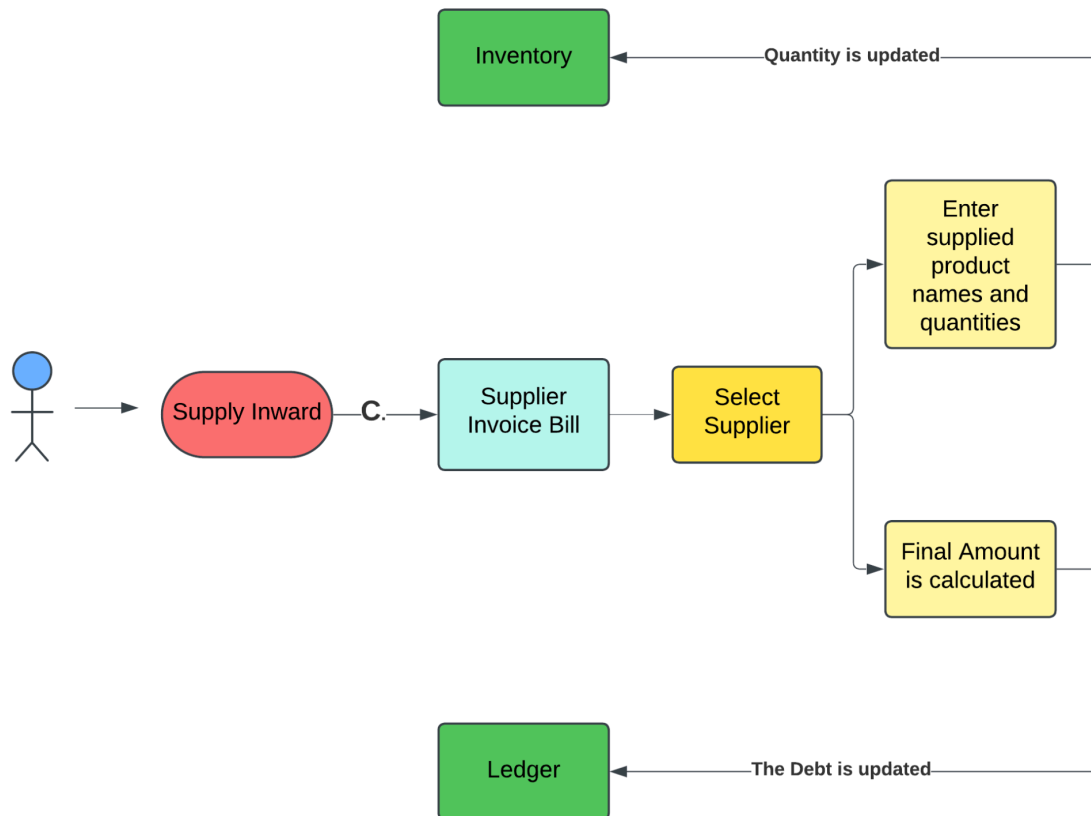 Inventory
Quantity is updated
Enter
supplied
product
names and
quantities
Supply Inward
C.
Supplier
Invoice Bill
Select
Supplier
Final Amount
is calculated
Ledger
The Debt is updated